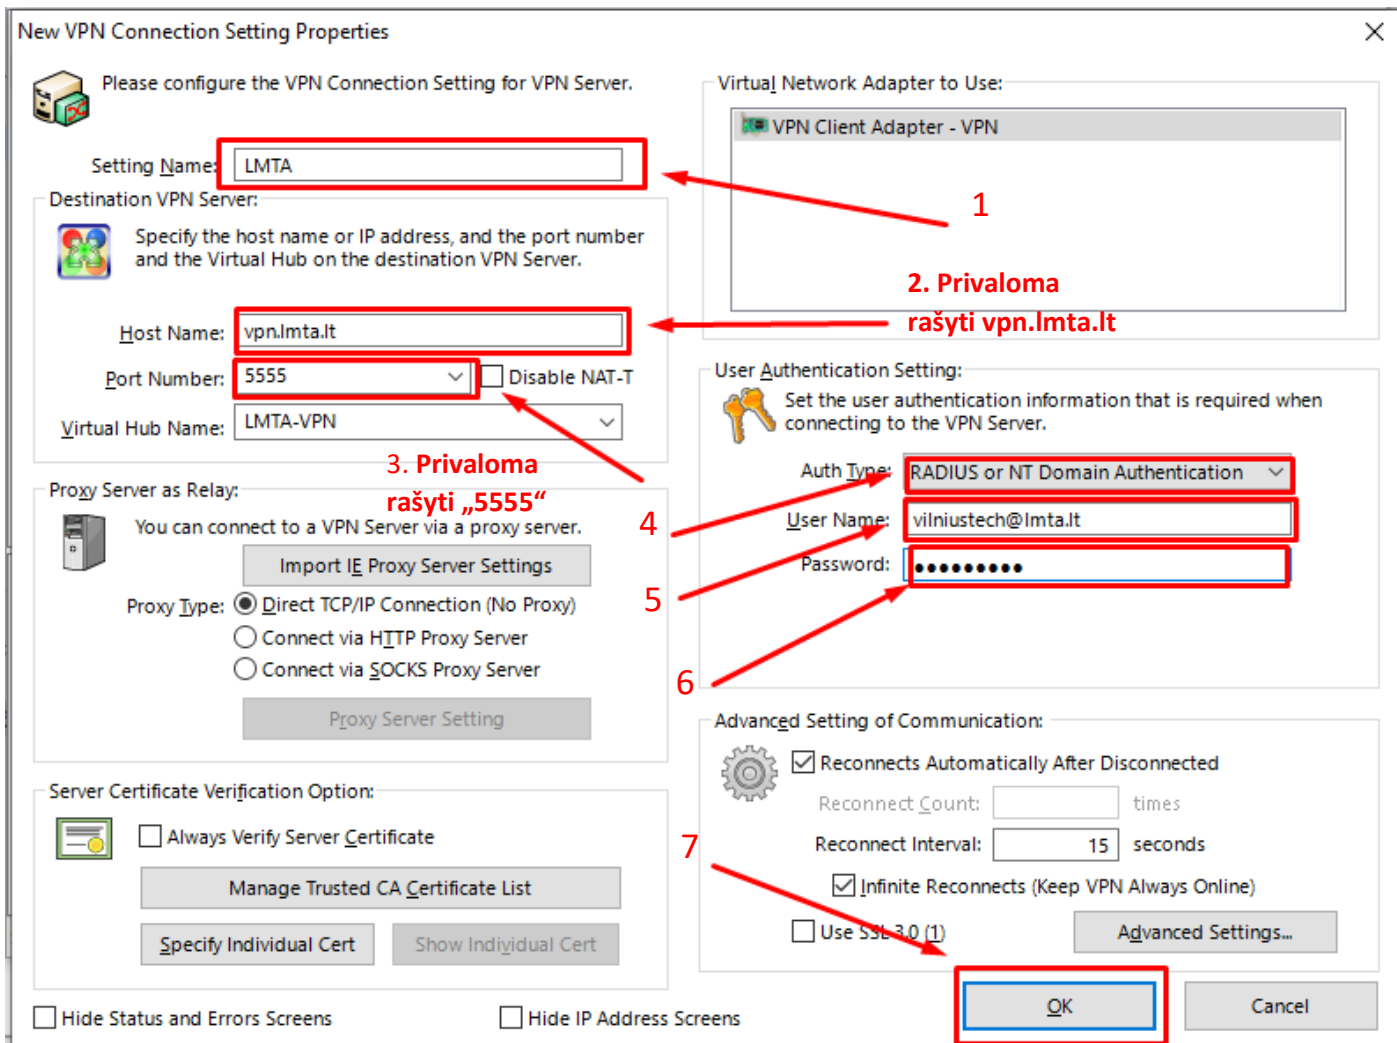 New VPN Connection Setting Properties
Please configure the VPN Connection Setting for VPN Server.
Setting Name:
LMTA
Destination VPN Server:
Specify the host name or IP address, and the port number
and the Virtual Hub on the destination VPN Server.
Host Name:
vpn.lmta.lt
Port Number:
5555
Disable NAT-T
Virtual Hub Name:
LMTA-VPN
3. Privaloma
rašyti „5555“
Proxy Server as Relay:
You can connect to a VPN Server via a proxy server.
Import IE Proxy Server Settings
Proxy Type:
Direct TCP/IP Connection (No Proxy)
Connect via HTTP Proxy Server
Connect via SOCKS Proxy Server
Proxy Server Setting
Server Certificate Verification Option:
Always Verify Server Certificate
Manage Trusted CA Certificate List
Specify Individual Cert
Show Individual Cert
Hide Status and Errors Screens
Hide IP Address Screens
Virtual Network Adapter to Use:
VPN Client Adapter - VPN
1
2. Privaloma
rašyti vpn.lmta.lt
User Authentication Setting:
Set the user authentication information that is required when
connecting to the VPN Server.
Auth Type:
RADIUS or NT Domain Authentication
4
User Name:
vilniustech@lmta.lt
Password:
●●●●●●●●●
5
6
Advanced Setting of Communication:
Reconnects Automatically After Disconnected
Reconnect Count:
times
7
Reconnect Interval:
15
seconds
Infinite Reconnects (Keep VPN Always Online)
Use SSL 3.0 (1)
Advanced Settings...
OK
Cancel